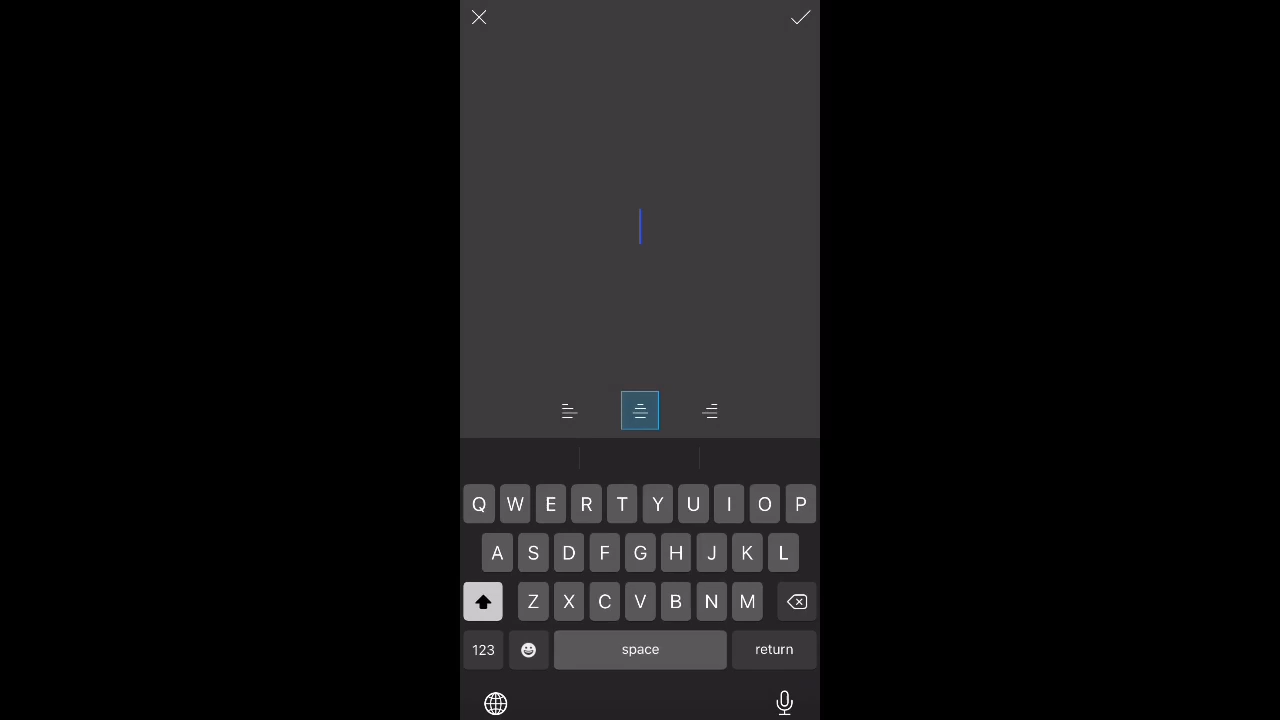 Q W E R T Y U I O P
A S D F G H J K L
Z X C V B N M
123 space return